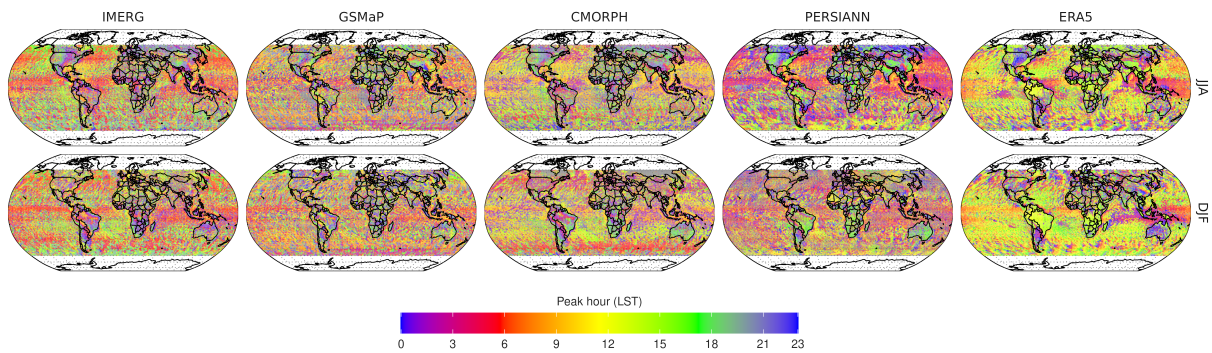 IMERG GSMaP CMORPH PERSIANN ERA5
JJA
DJF
Peak hour (LST)
0 3 6 9 12 15 18 21 23